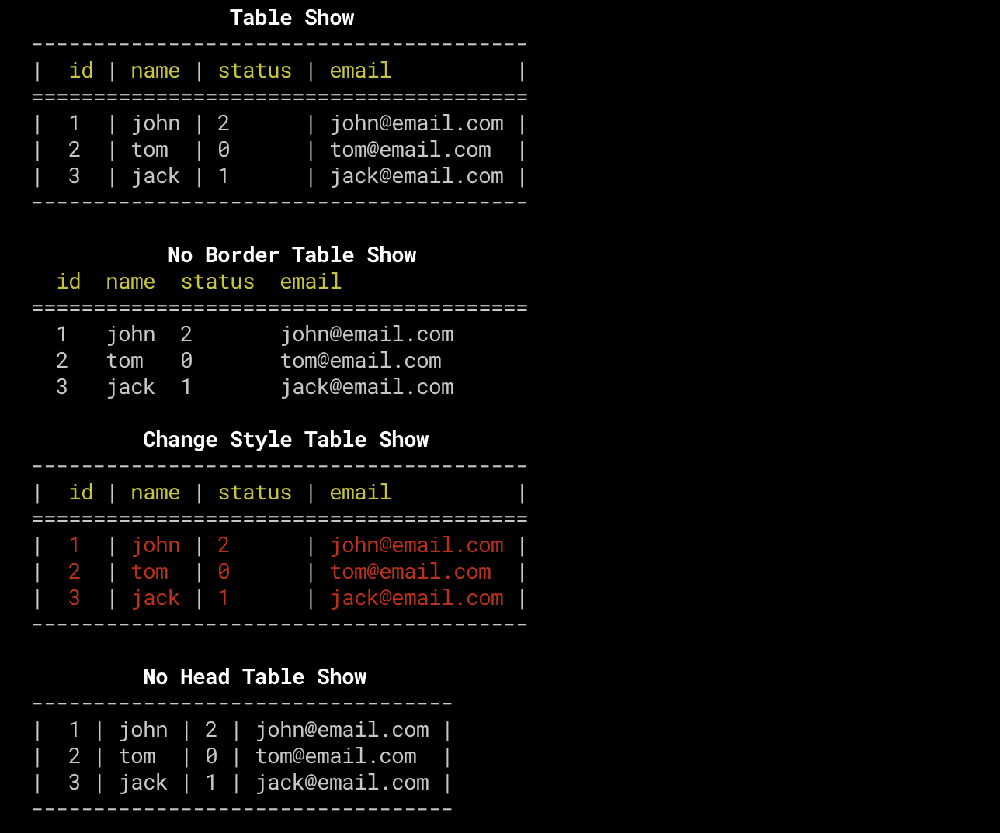 Table Show
----------------------------------------
|  id | name | status | email          |
========================================
|  1  | john | 2      | john@email.com |
|  2  | tom  | 0      | tom@email.com  |
|  3  | jack | 1      | jack@email.com |
----------------------------------------
           No Border Table Show
  id  name  status  email
========================================
  1   john  2       john@email.com
  2   tom   0       tom@email.com
  3   jack  1       jack@email.com
         Change Style Table Show
----------------------------------------
|  id | name | status | email          |
========================================
|  1  | john | 2      | john@email.com |
|  2  | tom  | 0      | tom@email.com  |
|  3  | jack | 1      | jack@email.com |
----------------------------------------
         No Head Table Show
----------------------------------
|  1 | john | 2 | john@email.com |
|  2 | tom  | 0 | tom@email.com  |
|  3 | jack | 1 | jack@email.com |
----------------------------------